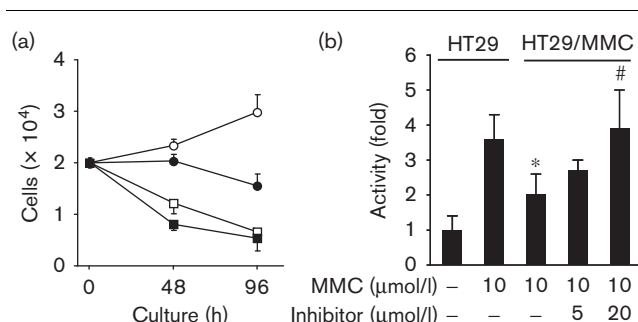 (a)
4
3
2
1
0
Cells (× 10⁴)
0 48 96
Culture (h)
(b)
HT29 HT29/MMC
6
5
4
3
2
1
0
Activity (fold)
* #
MMC (μmol/l) – 10 10 10 10
Inhibitor (μmol/l) – – – 5 20